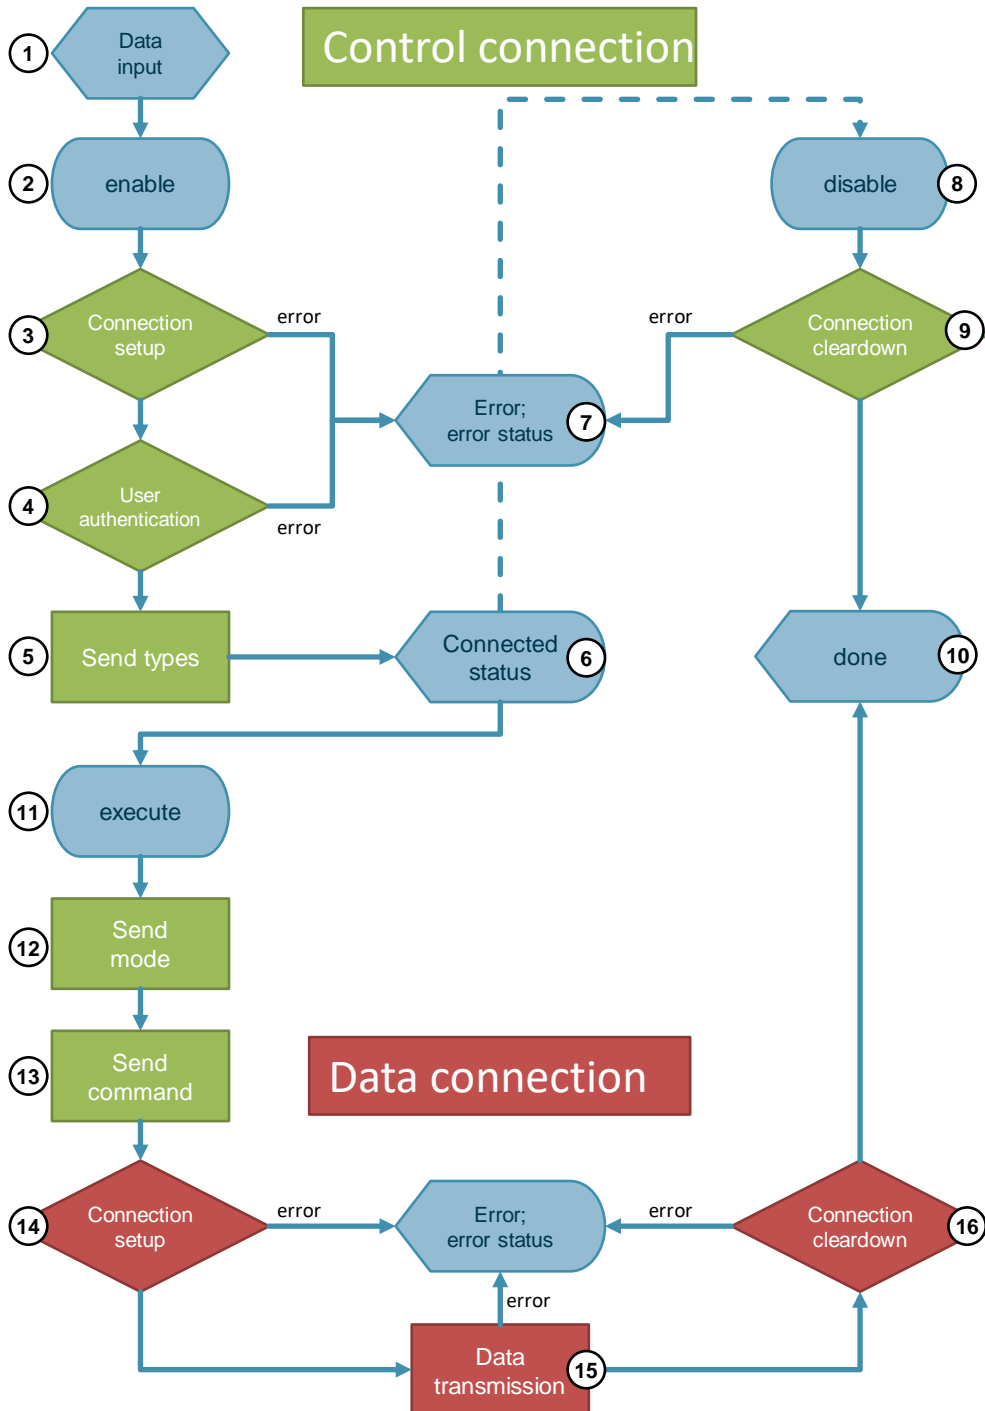 1
Data
input
Control connection
2
enable
disable
8
3
Connection
setup
error
error
Connection
cleardown
9
Error;
error status
7
4
User
authentication
error
5
Send types
Connected
status
6
done
10
11
execute
12
Send
mode
13
Send
command
Data connection
14
Connection
setup
error
Error;
error status
error
Connection
cleardown
16
error
Data
transmission
15